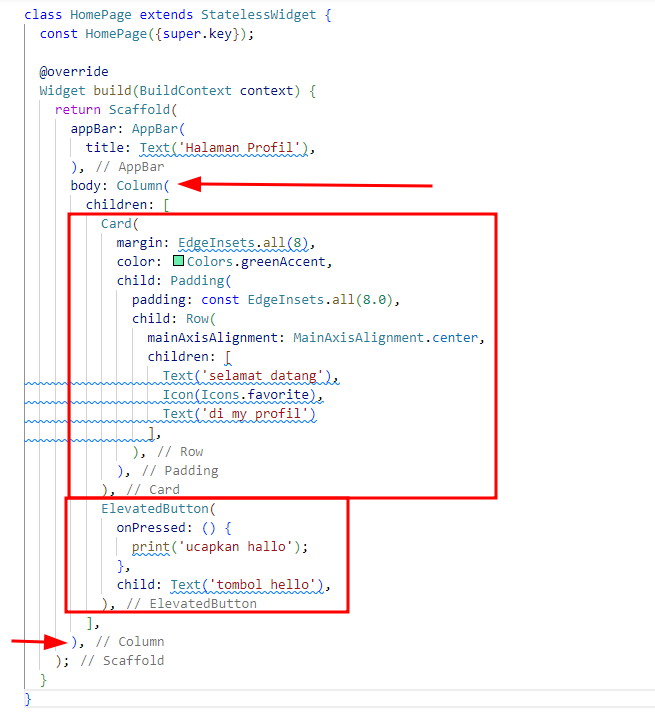 class HomePage extends StatelessWidget {
const HomePage({super.key});
@override
Widget build(BuildContext context) {
return Scaffold(
appBar: AppBar(
title: Text('Halaman Profil'),
), // AppBar
body: Column(
children: [
Card(
margin: EdgeInsets.all(8),
color: Colors.greenAccent,
child: Padding(
padding: const EdgeInsets.all(8.0),
child: Row(
mainAxisAlignment: MainAxisAlignment.center,
children: [
Text('selamat datang'),
Icon(Icons.favorite),
Text('di my profil')
],
), // Row
), // Padding
), // Card
ElevatedButton(
onPressed: () {
print('ucapkan hallo');
},
child: Text('tombol hello'),
), // ElevatedButton
],
), // Column
); // Scaffold
}
}